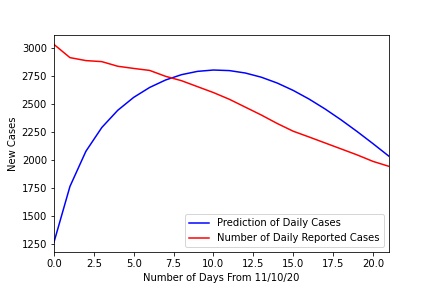 3000
2750
2500
2250
2000
1750
1500
1250
New Cases
Prediction of Daily Cases
Number of Daily Reported Cases
0.0 2.5 5.0 7.5 10.0 12.5 15.0 17.5 20.0
Number of Days From 11/10/20